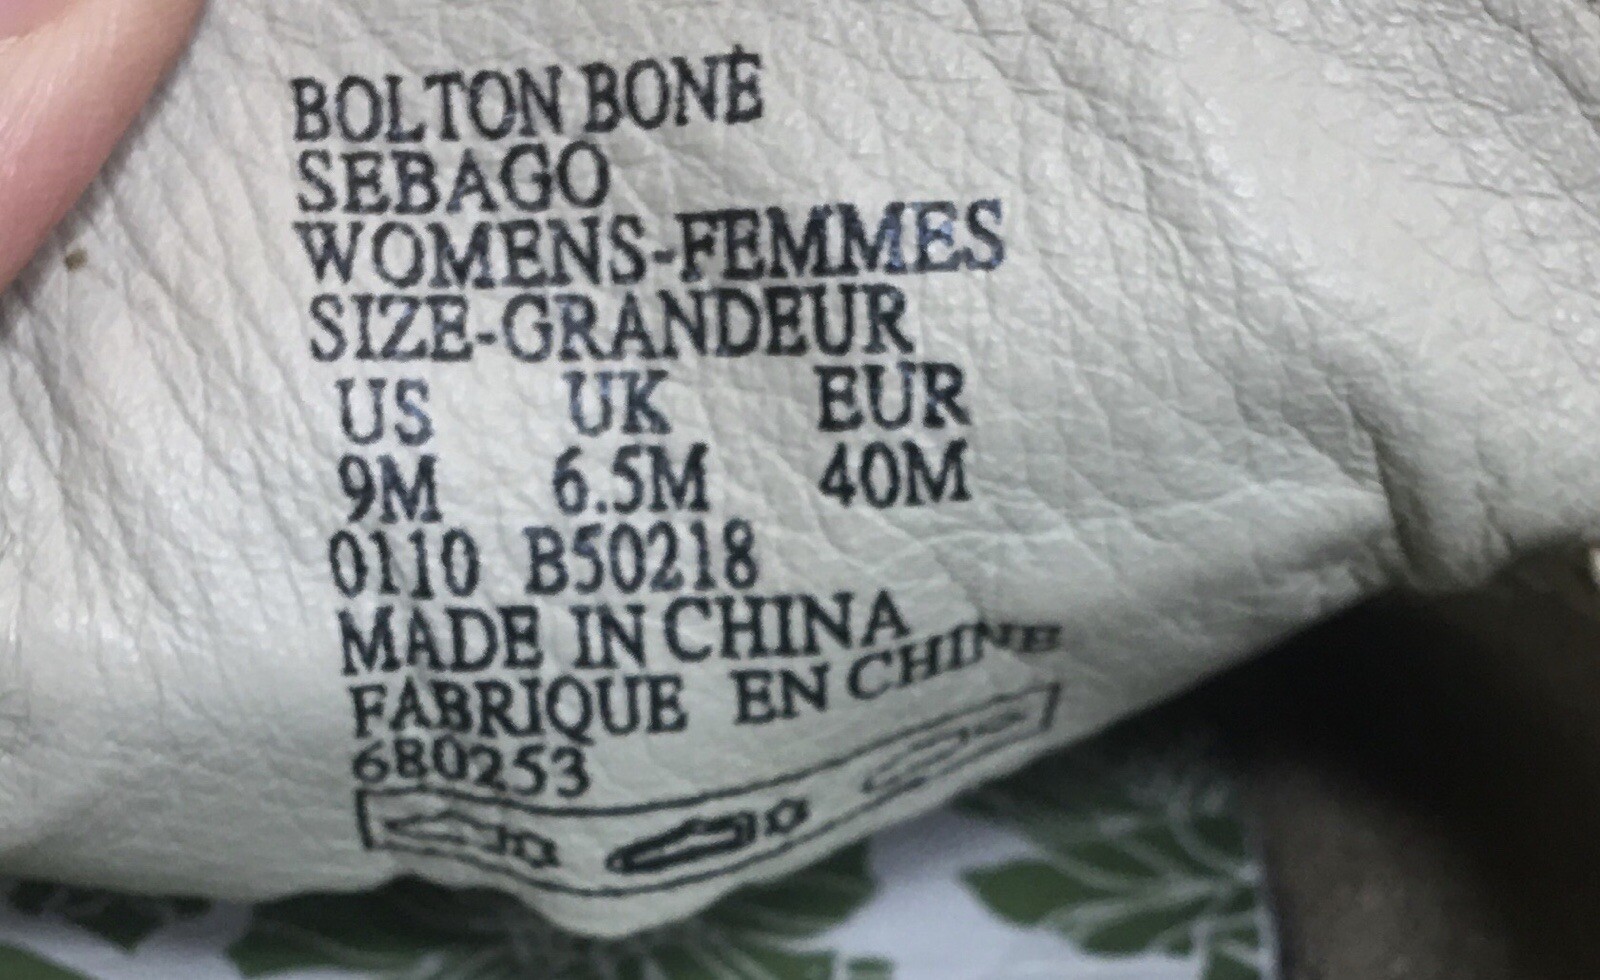 BOLTON BONE
SEBAGO
WOMENS-FEMMES
SIZE-GRANDEUR
US UK EUR
9M 6.5M 40M
0110 B50218
MADE IN CHINA
FABRIQUE EN CHINE
680253